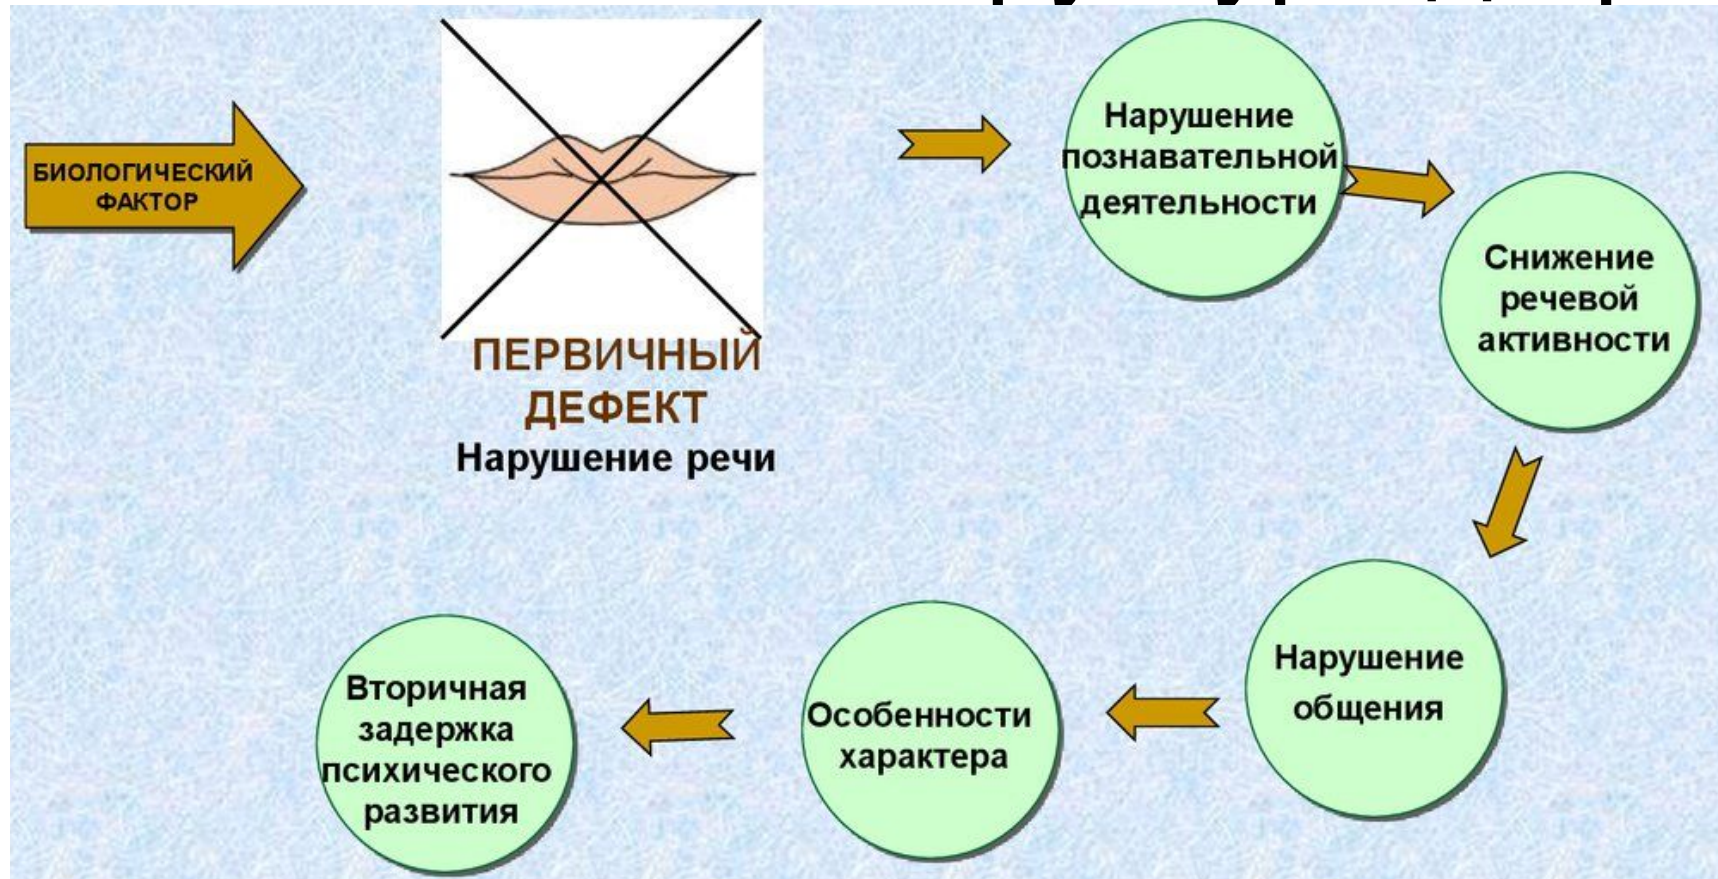 БИОЛОГИЧЕСКИЙ
ФАКТОР
ПЕРВИЧНЫЙ
ДЕФЕКТ
Нарушение речи
Нарушение
познавательной
деятельности
Снижение
речевой
активности
Нарушение
общения
Особенности
характера
Вторичная
задержка
психического
развития